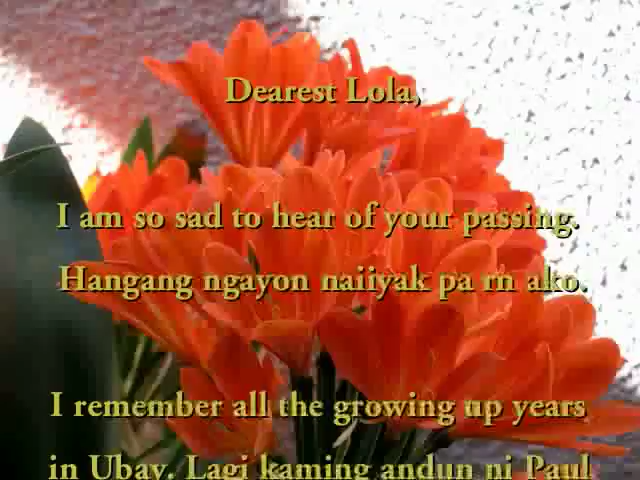 Dearest Lola,
I am so sad to hear of your passing.
Hangang ngayon naiiyak pa rn ako.
I remember all the growing up years
in Ubay. Lagi kaming andun ni Paul